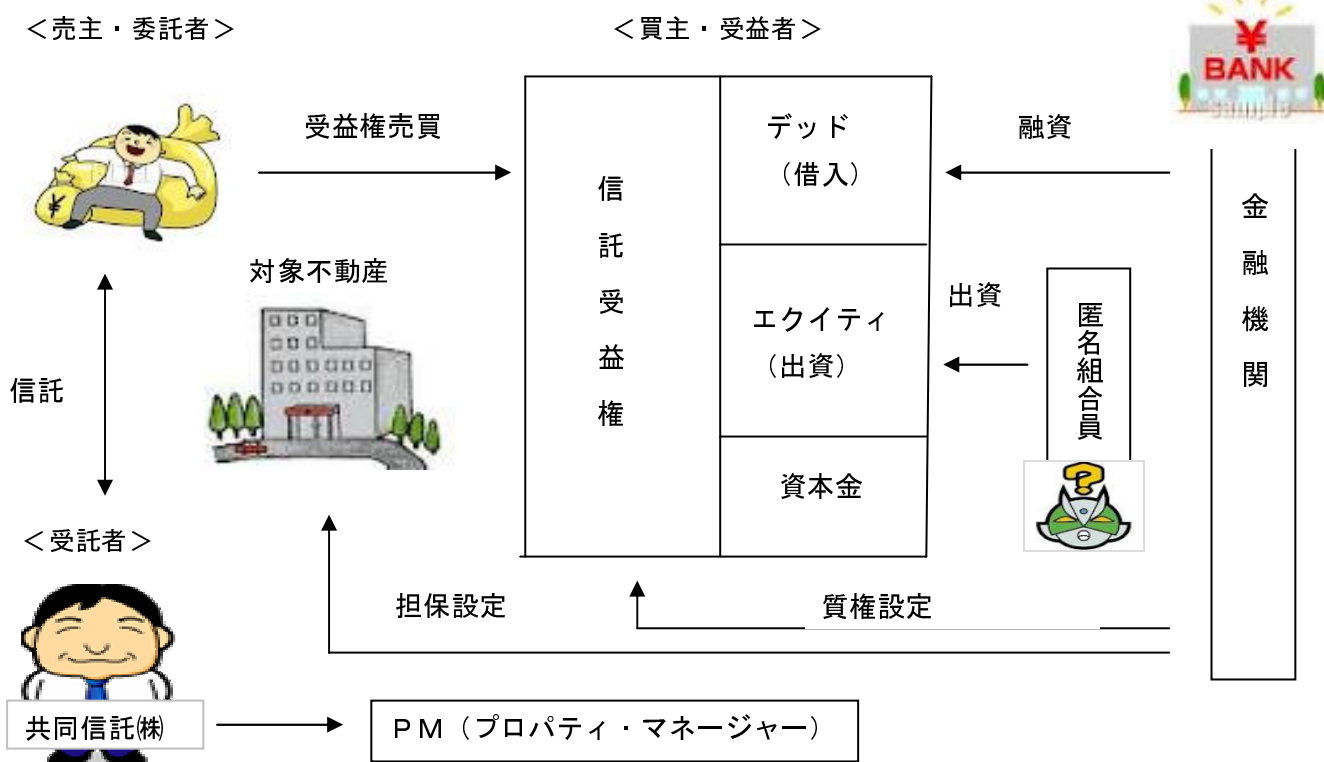 ＜売主・委託者＞
＜買主・受益者＞
¥
BANK
sample
受益権売買
デッド
（借入）
融資
信託受益権
金融機関
¥
対象不動産
出資
エクイティ
（出資）
匿名組合員
信託
資本金
?
＜受託者＞
担保設定
質権設定
共同信託㈱
ＰＭ（プロパティ・マネージャー）